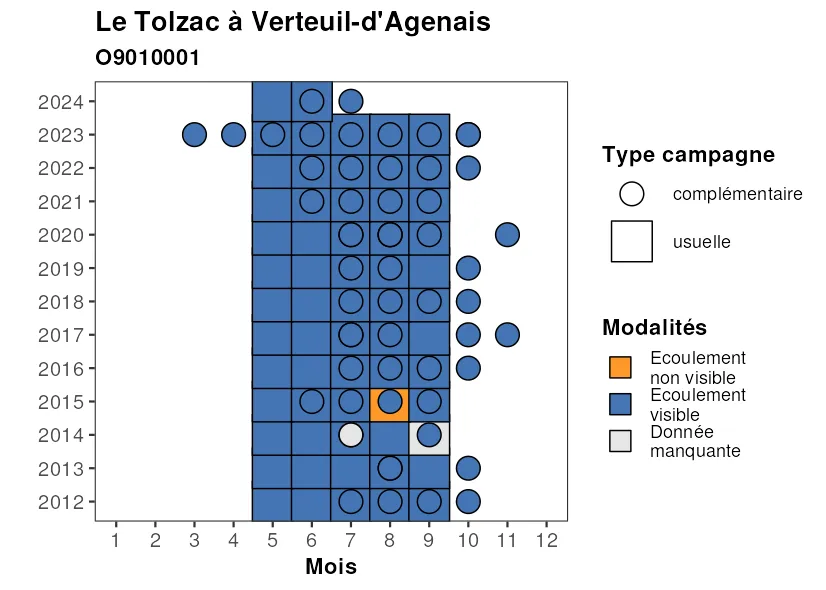 Le Tolzac à Verteuil-d'Agenais
O9010001
2024
2023
2022
2021
2020
2019
2018
2017
2016
2015
2014
2013
2012
1 2 3 4 5 6 7 8 9 10 11 12
Mois
Type campagne
complémentaire
usuelle
Modalités
Ecoulement
non visible
Ecoulement
visible
Donnée
manquante